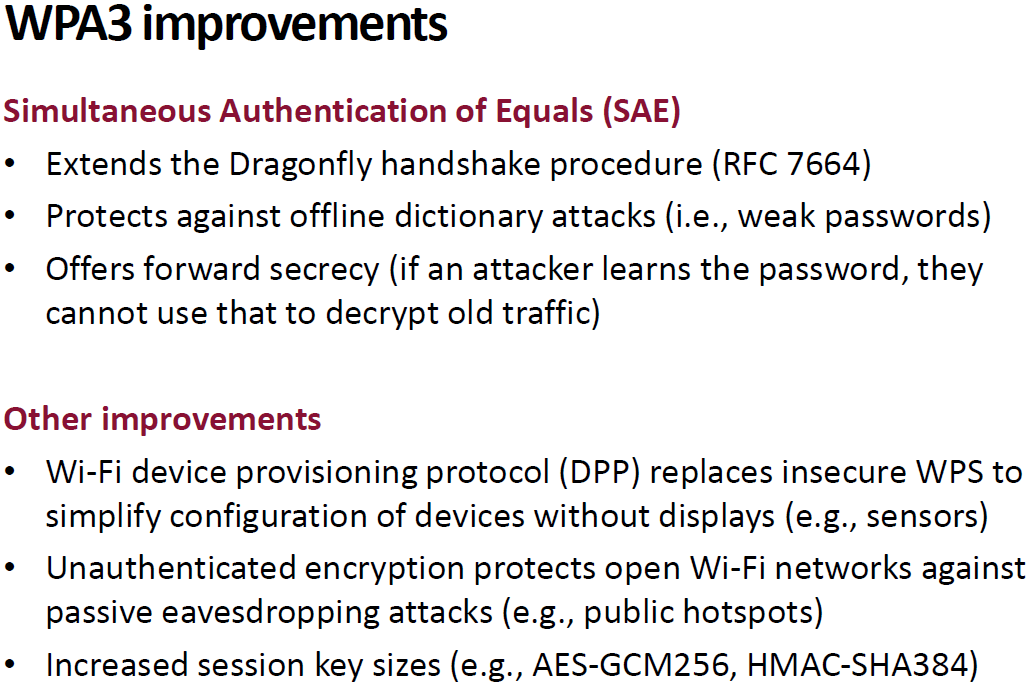 WPA3 improvements
Simultaneous Authentication of Equals (SAE)
• Extends the Dragonfly handshake procedure (RFC 7664)
• Protects against offline dictionary attacks (i.e., weak passwords)
• Offers forward secrecy (if an attacker learns the password, they
cannot use that to decrypt old traffic)
Other improvements
• Wi-Fi device provisioning protocol (DPP) replaces insecure WPS to
simplify configuration of devices without displays (e.g., sensors)
• Unauthenticated encryption protects open Wi-Fi networks against
passive eavesdropping attacks (e.g., public hotspots)
• Increased session key sizes (e.g., AES-GCM256, HMAC-SHA384)